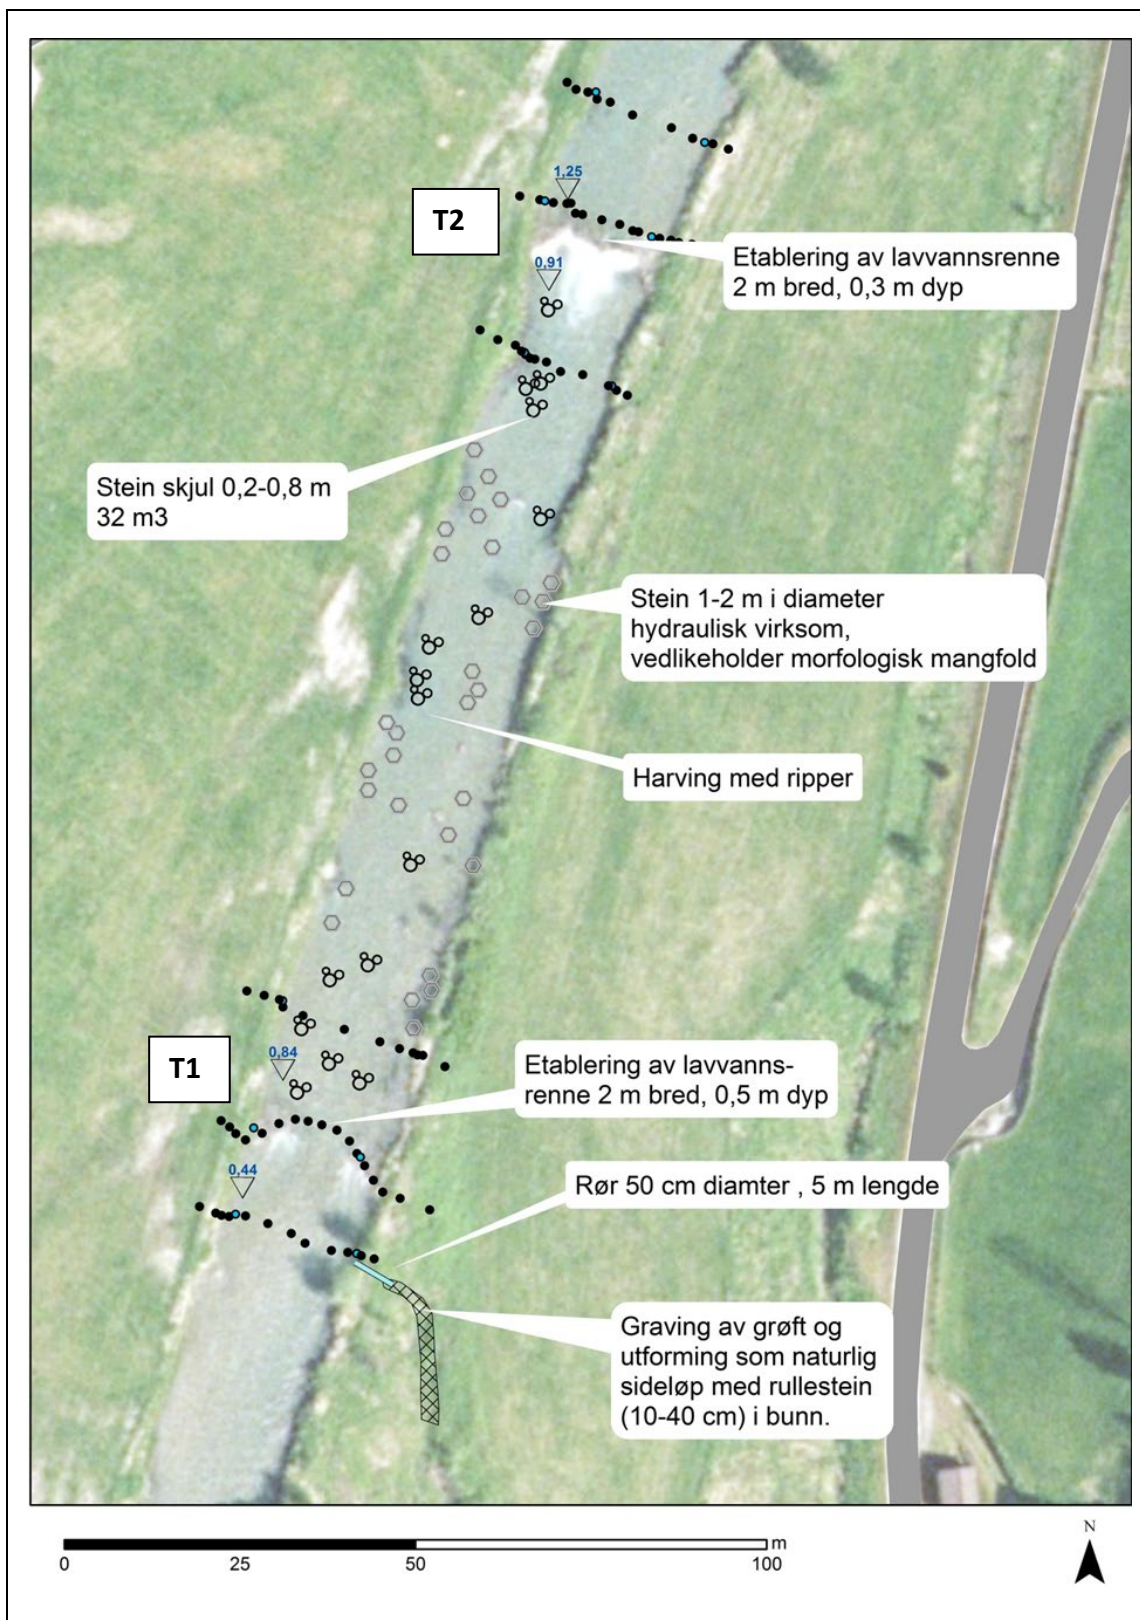 1,25
T2
Etablering av lavvannsrenne
2 m bred, 0,3 m dyp
0,91
Stein skjul 0,2-0,8 m
32 m3
Stein 1-2 m i diameter
hydraulisk virksom,
vedlikeholder morfologisk mangfold
Harving med ripper
T1
0,84
Etablering av lavvanns-
renne 2 m bred, 0,5 m dyp
0,44
Rør 50 cm diamter , 5 m lengde
Graving av grøft og
utforming som naturlig
sideløp med rullestein
(10-40 cm) i bunn.
N
m
0 25 50 100